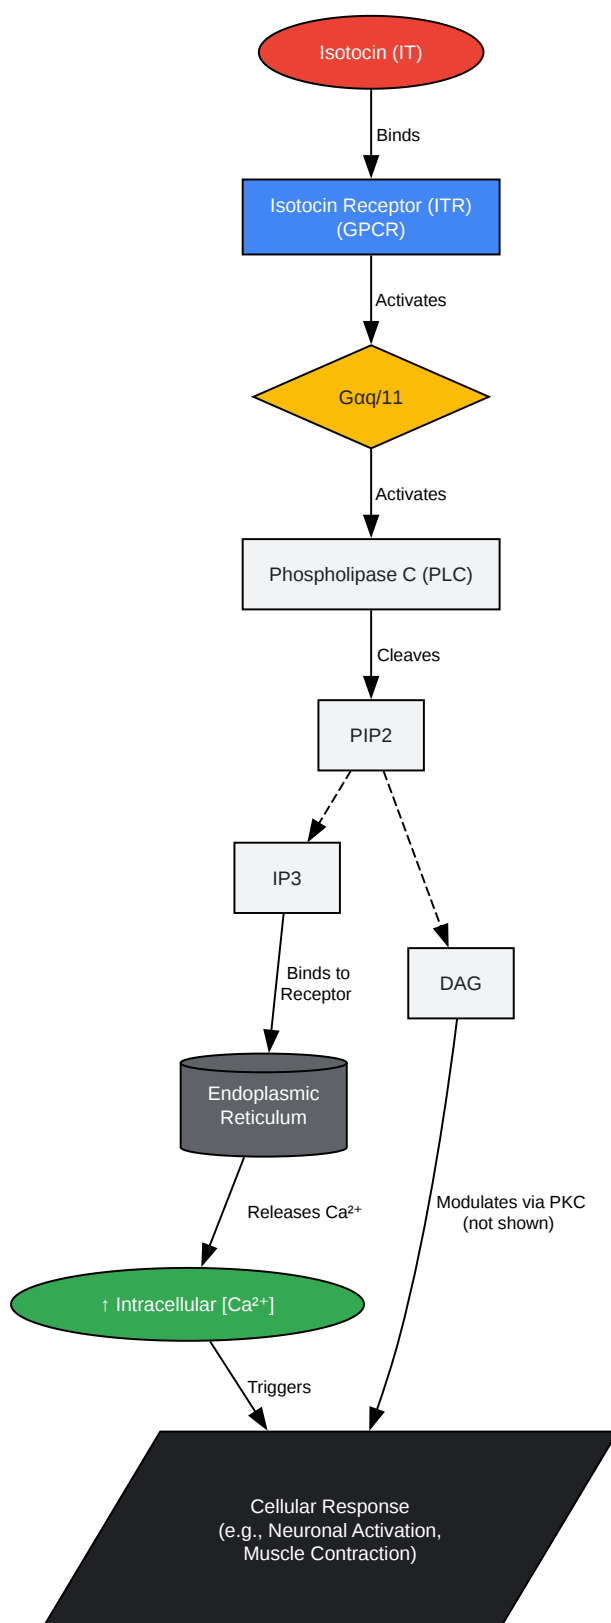 Isotocin (IT)
Binds
Isotocin Receptor (ITR)
(GPCR)
Activates
Gαq/11
Activates
Phospholipase C (PLC)
Cleaves
PIP2
IP3
DAG
Binds to
Receptor
Endoplasmic
Reticulum
Modulates via PKC
(not shown)
Releases Ca²⁺
↑ Intracellular [Ca²⁺]
Triggers
Cellular Response
(e.g., Neuronal Activation,
Muscle Contraction)